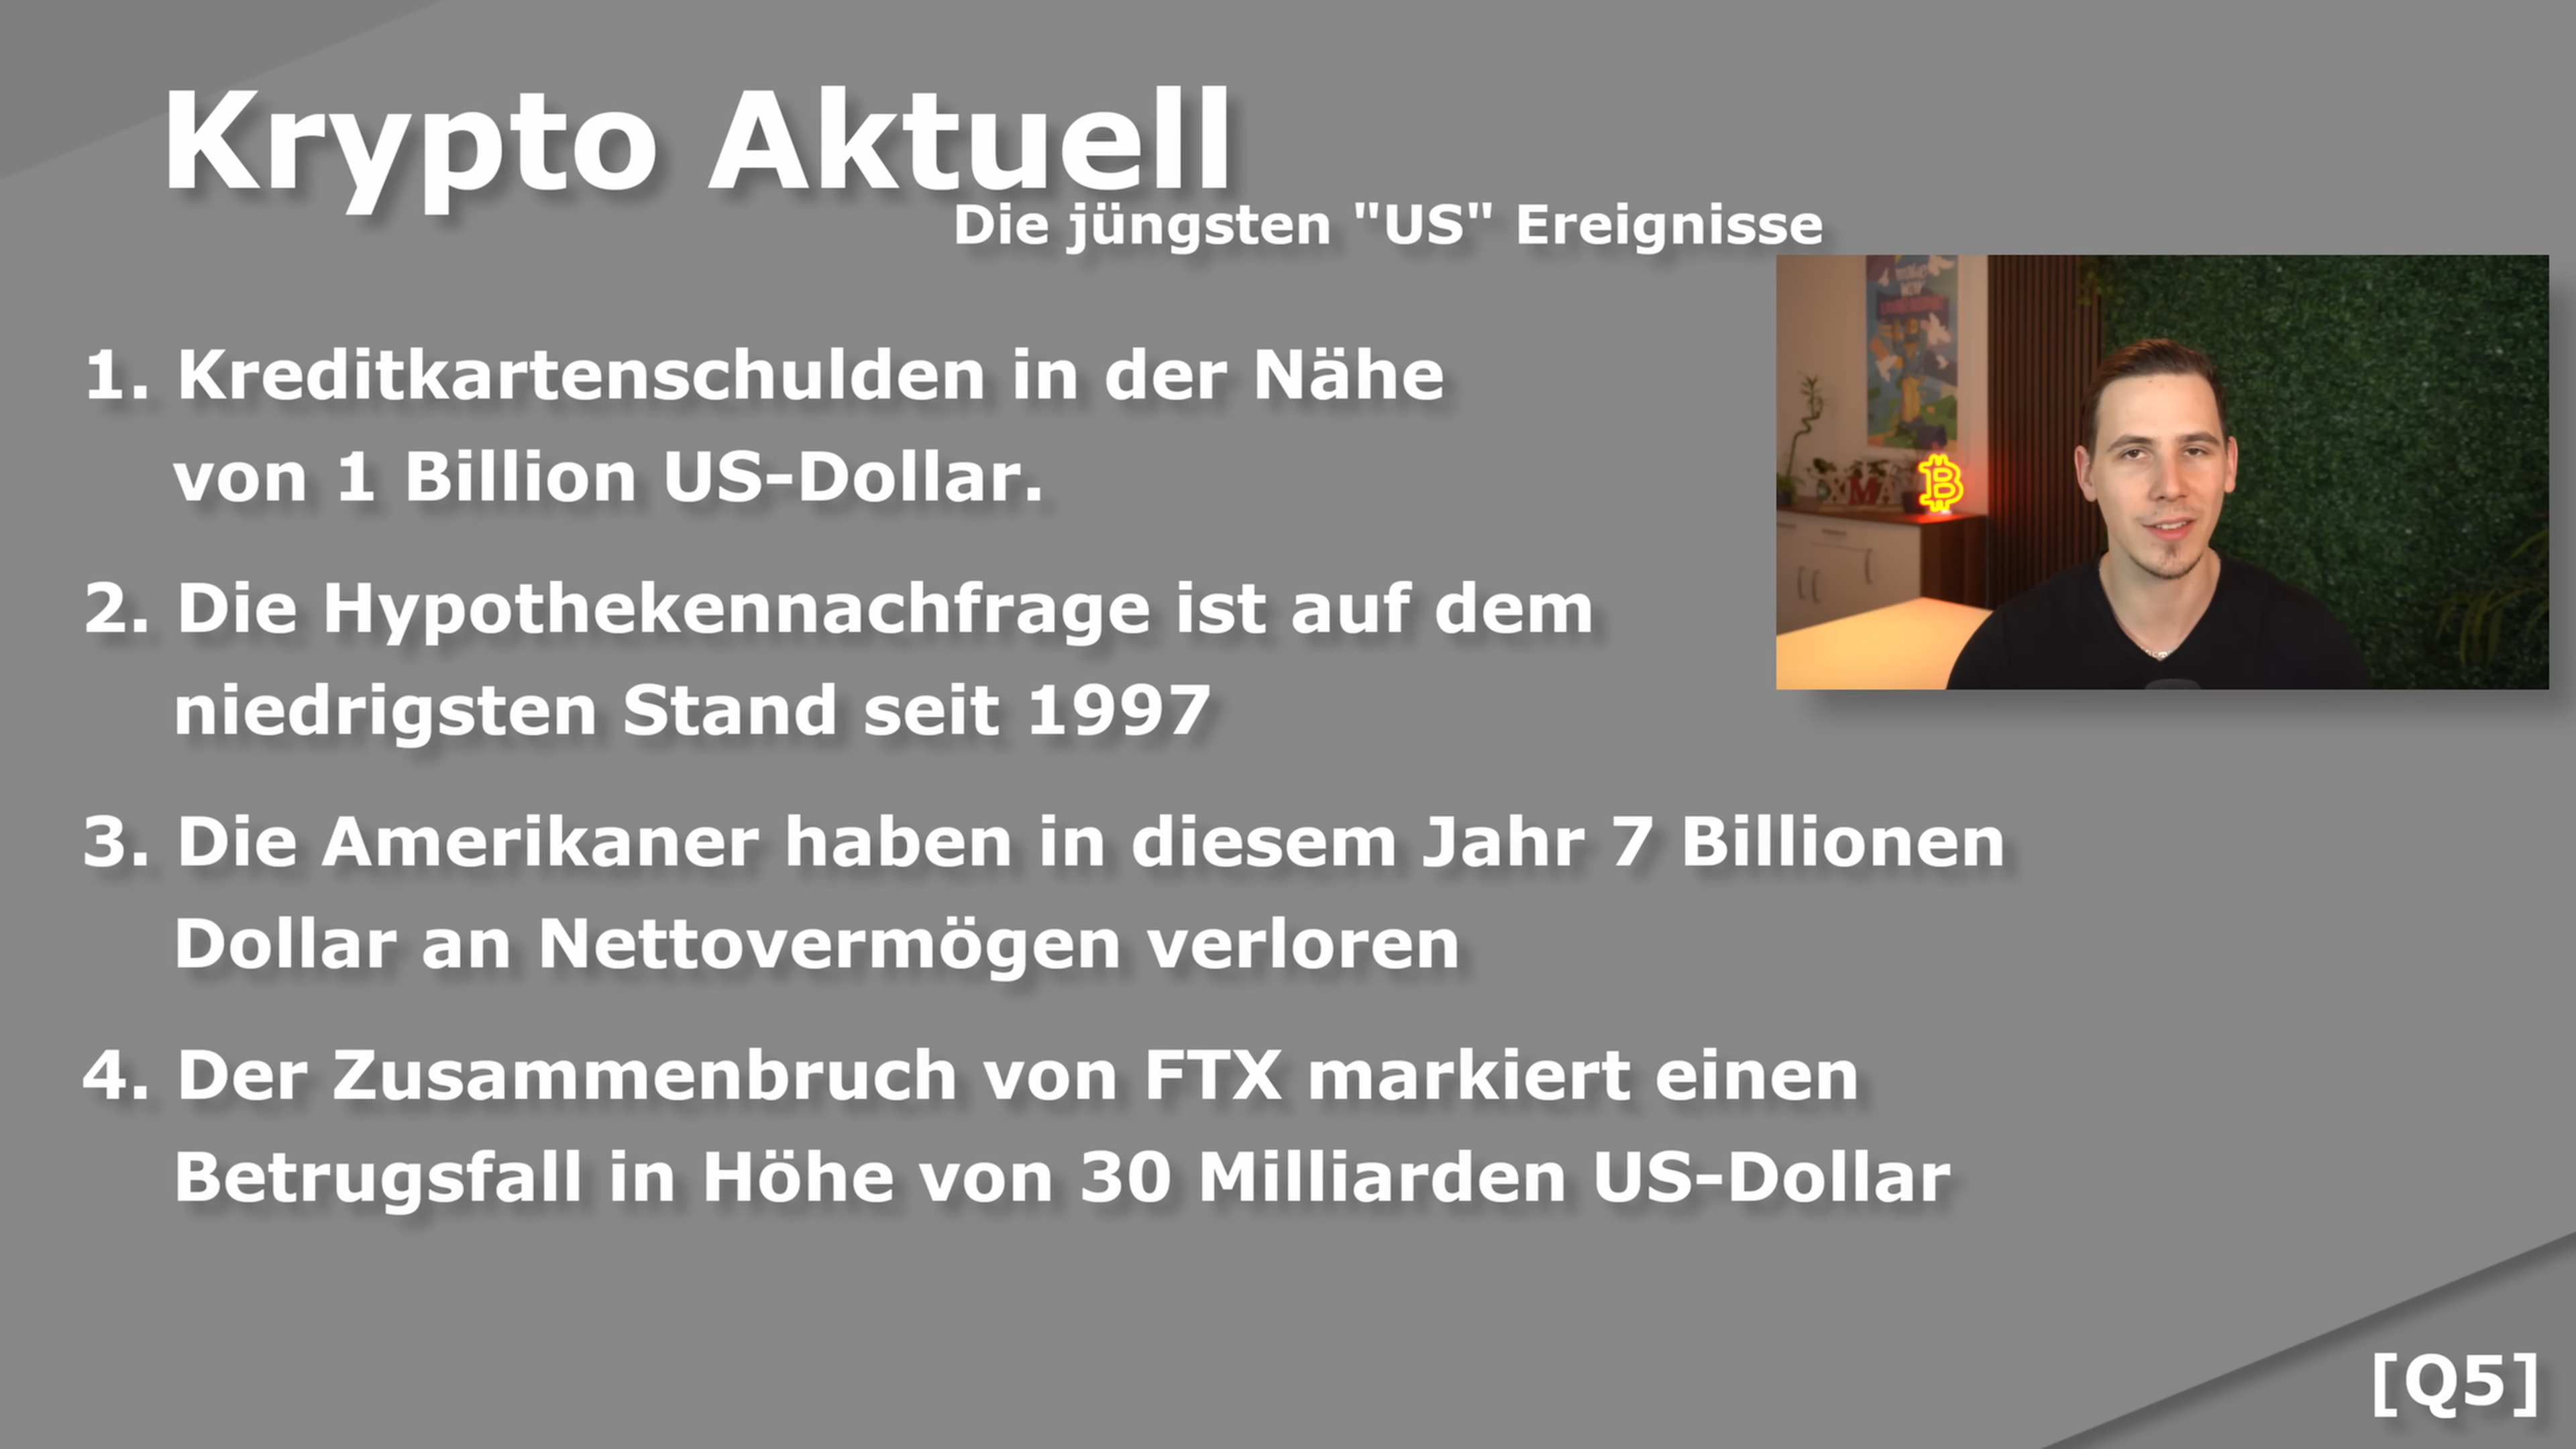 Krypto Aktuell
Die jüngsten "US" Ereignisse
1. Kreditkartenschulden in der Nähe
von 1 Billion US-Dollar.
2. Die Hypothekennachfrage ist auf dem
niedrigsten Stand seit 1997
3. Die Amerikaner haben in diesem Jahr 7 Billionen
Dollar an Nettovermögen verloren
4. Der Zusammenbruch von FTX markiert einen
Betrugsfall in Höhe von 30 Milliarden US-Dollar
[Q5]